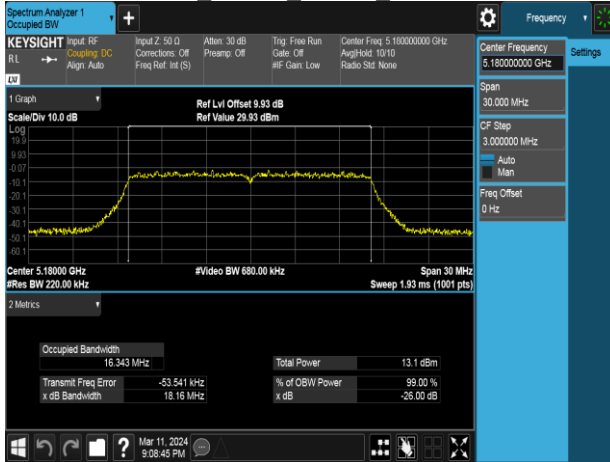 Spectrum Analyzer 1
Occupied BW
+
Frequency
KEYSIGHT
RL
LXI
Input: RF
Coupling: DC
Align: Auto
Input Z: 50 Ω
Corrections: Off
Freq Ref: Int (S)
Atten: 30 dB
Preamp: Off
Trig: Free Run
Gate: Off
#IF Gain: Low
Center Freq: 5.180000000 GHz
Avg|Hold: 10/10
Radio Std: None
Center Frequency
5.180000000 GHz
Settings
Span
30.000 MHz
CF Step
3.000000 MHz
Auto
Man
Freq Offset
0 Hz
1 Graph
Scale/Div 10.0 dB
Ref Lvl Offset 9.93 dB
Ref Value 29.93 dBm
Log
19.9
9.93
-0.07
-10.1
-20.1
-30.1
-40.1
-50.1
-60.1
Center 5.18000 GHz
#Res BW 220.00 kHz
#Video BW 680.00 kHz
Span 30 MHz
Sweep 1.93 ms (1001 pts)
2 Metrics
Occupied Bandwidth
16.343 MHz
Total Power 13.1 dBm
Transmit Freq Error -53.541 kHz
% of OBW Power 99.00 %
x dB Bandwidth 18.16 MHz
x dB -26.00 dB
?
Mar 11, 2024
9:08:45 PM